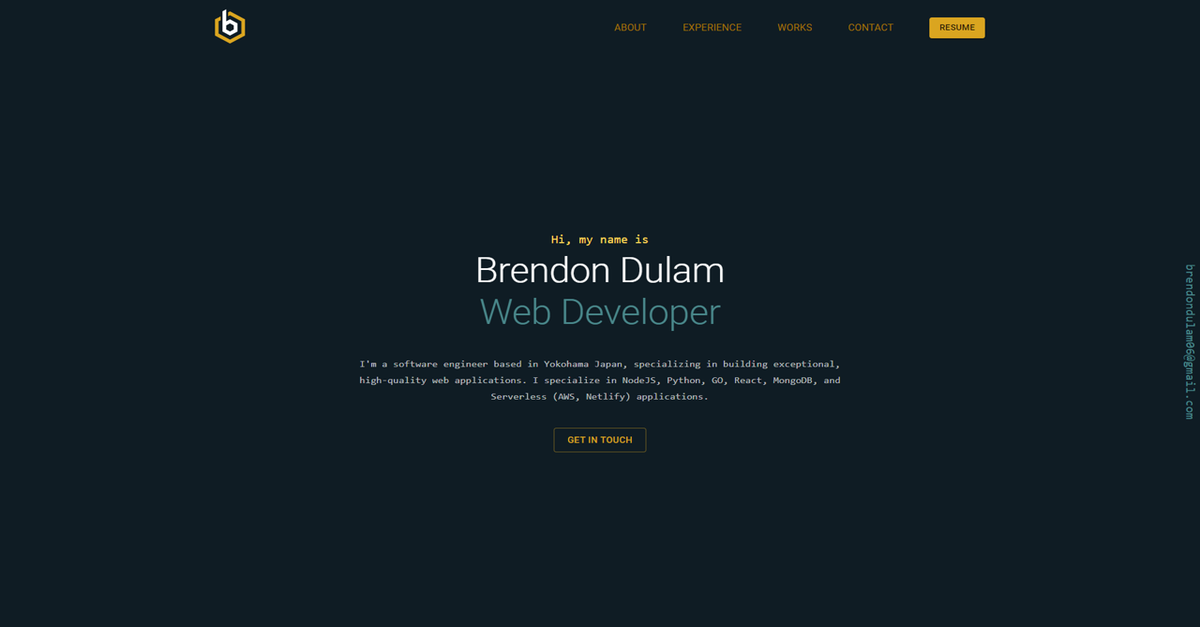 b
ABOUT EXPERIENCE WORKS CONTACT RESUME
Hi, my name is
Brendon Dulam
Web Developer
I'm a software engineer based in Yokohama Japan, specializing in building exceptional,
high-quality web applications. I specialize in NodeJS, Python, GO, React, MongoDB, and
Serverless (AWS, Netlify) applications.
GET IN TOUCH
brendondulam06@gmail.com